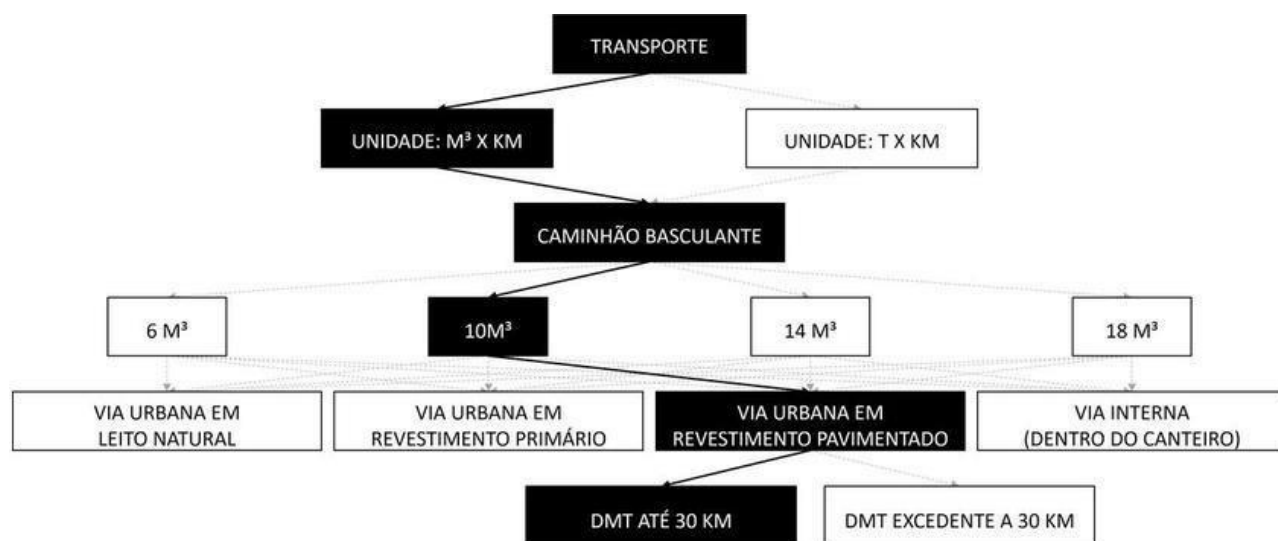 TRANSPORTE
UNIDADE: M³ X KM
UNIDADE: T X KM
CAMINHÃO BASCULANTE
6 M³
10M³
14 M³
18 M³
VIA URBANA EM
LEITO NATURAL
VIA URBANA EM
REVESTIMENTO PRIMÁRIO
VIA URBANA EM
REVESTIMENTO PAVIMENTADO
VIA INTERNA
(DENTRO DO CANTEIRO)
DMT ATÉ 30 KM
DMT EXCEDENTE A 30 KM